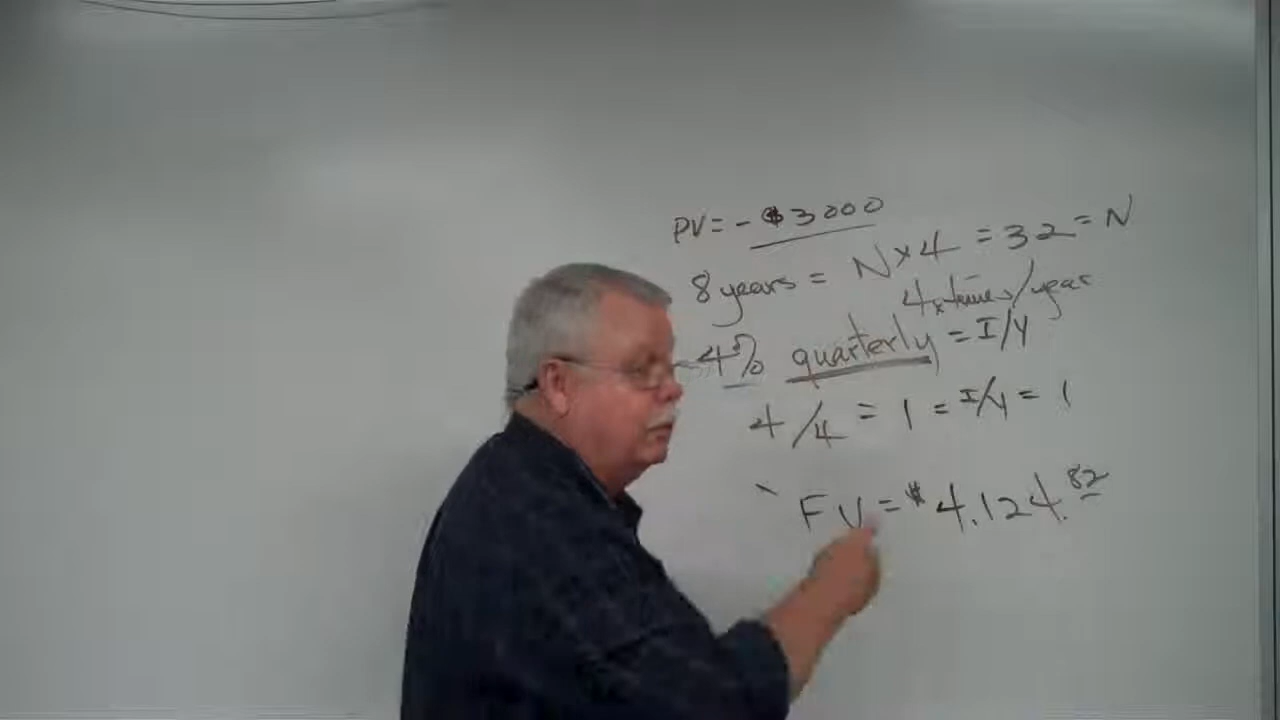 PV = - $3000
8 years = N x 4 = 32 = N
4 x times/year
4% quarterly = I/Y
4/4 = 1 = I/Y = 1
FV = $4,124.82